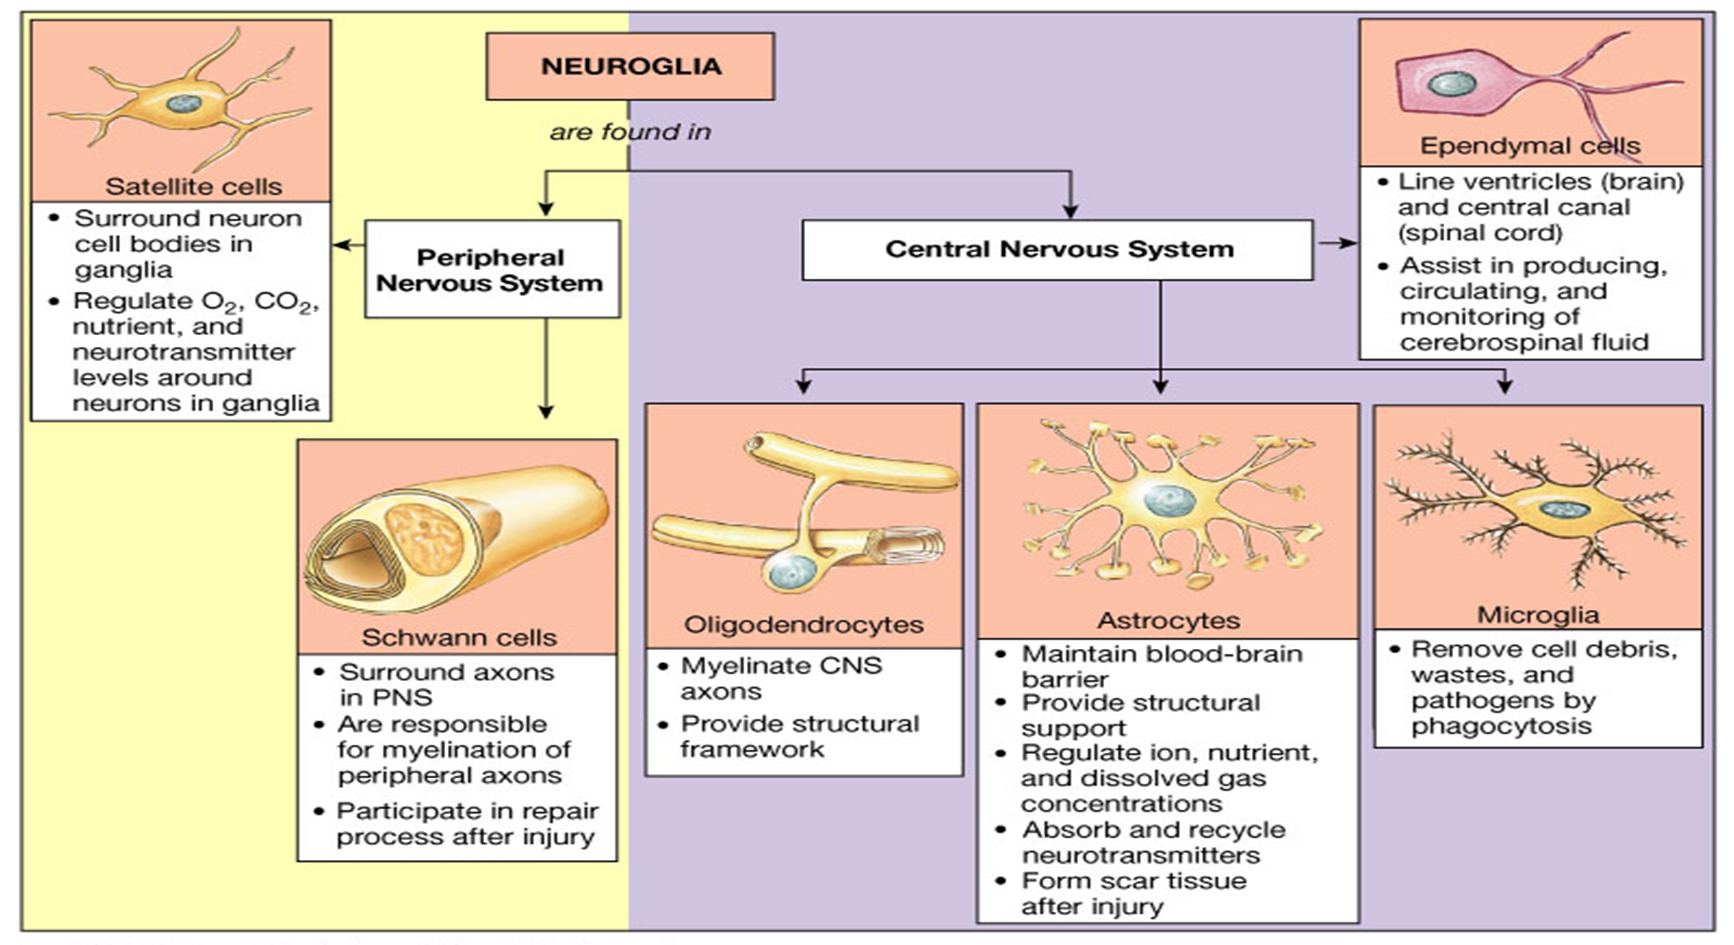 NEUROGLIA
are found in
Peripheral
Nervous System
Central Nervous System
Satellite cells
• Surround neuron
cell bodies in
ganglia
• Regulate O₂, CO₂,
nutrient, and
neurotransmitter
levels around
neurons in ganglia
Schwann cells
• Surround axons
in PNS
• Are responsible
for myelination of
peripheral axons
• Participate in repair
process after injury
Ependymal cells
• Line ventricles (brain)
and central canal
(spinal cord)
• Assist in producing,
circulating, and
monitoring of
cerebrospinal fluid
Oligodendrocytes
• Myelinate CNS
axons
• Provide structural
framework
Astrocytes
• Maintain blood-brain
barrier
• Provide structural
support
• Regulate ion, nutrient,
and dissolved gas
concentrations
• Absorb and recycle
neurotransmitters
• Form scar tissue
after injury
Microglia
• Remove cell debris,
wastes, and
pathogens by
phagocytosis